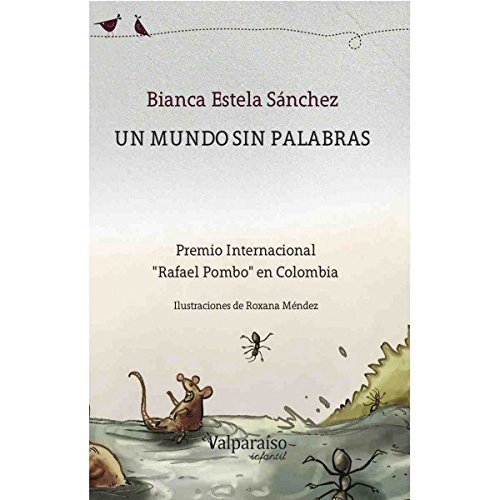 Bianca Estela Sánchez
UN MUNDO SIN PALABRAS
Premio Internacional
"Rafael Pombo" en Colombia
Ilustraciones de Roxana Méndez
Valparaíso
infantil